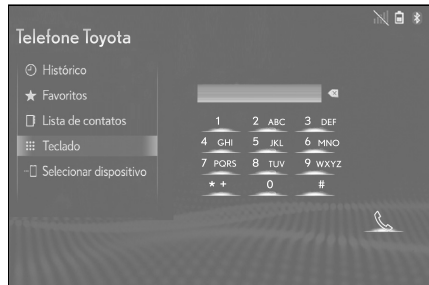 Telefone Toyota
Histórico
Favoritos
Lista de contatos
Teclado
Selecionar dispositivo
1 2 ABC 3 DEF
4 GHI 5 JKL 6 MNO
7 PQRS 8 TUV 9 WXYZ
* + 0 #